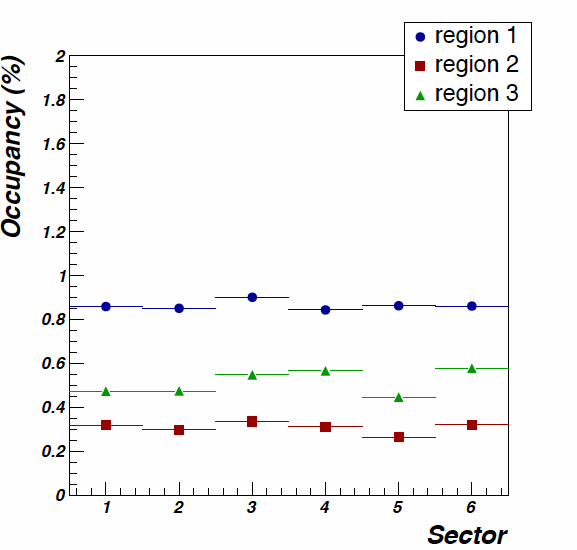 region 1
region 2
region 3
Occupancy (%)
2
1.8
1.6
1.4
1.2
1
0.8
0.6
0.4
0.2
0
1 2 3 4 5 6
Sector